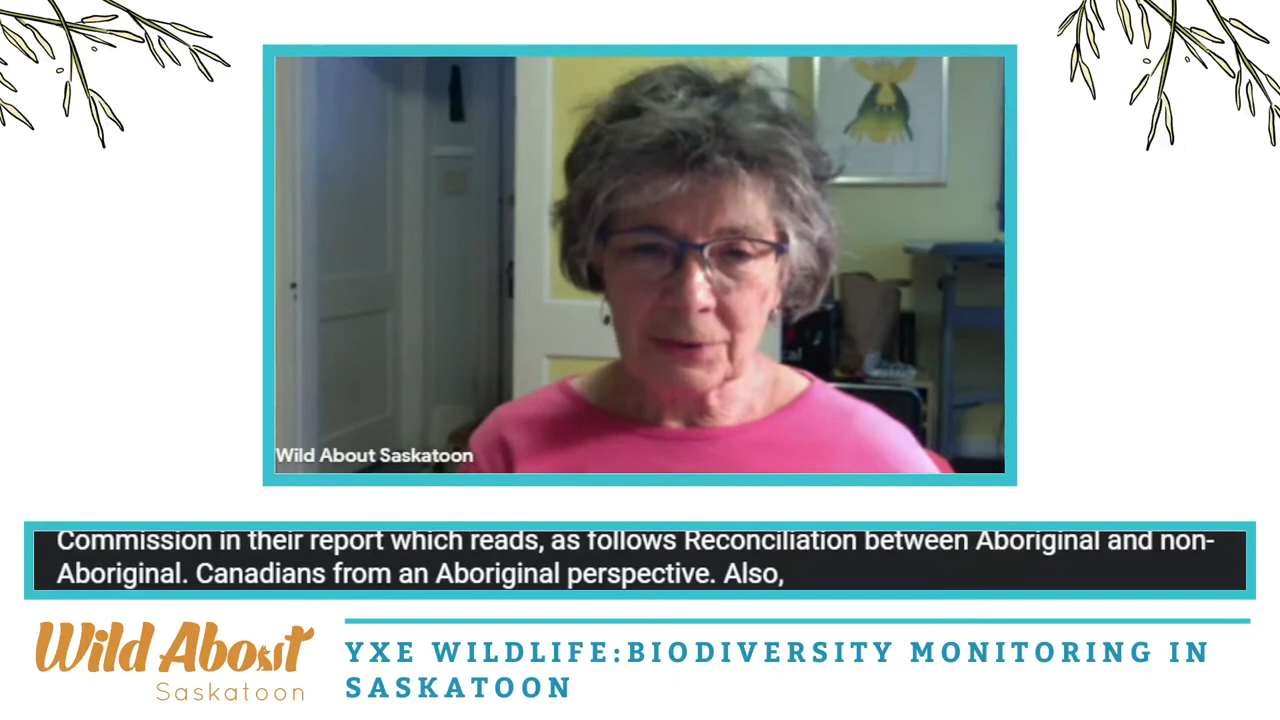 Wild About Saskatoon
Commission in their report which reads, as follows Reconciliation between Aboriginal and non-
Aboriginal. Canadians from an Aboriginal perspective. Also,
Wild About
Saskatoon
YXE WILDLIFE:BIODIVERSITY MONITORING IN
SASKATOON